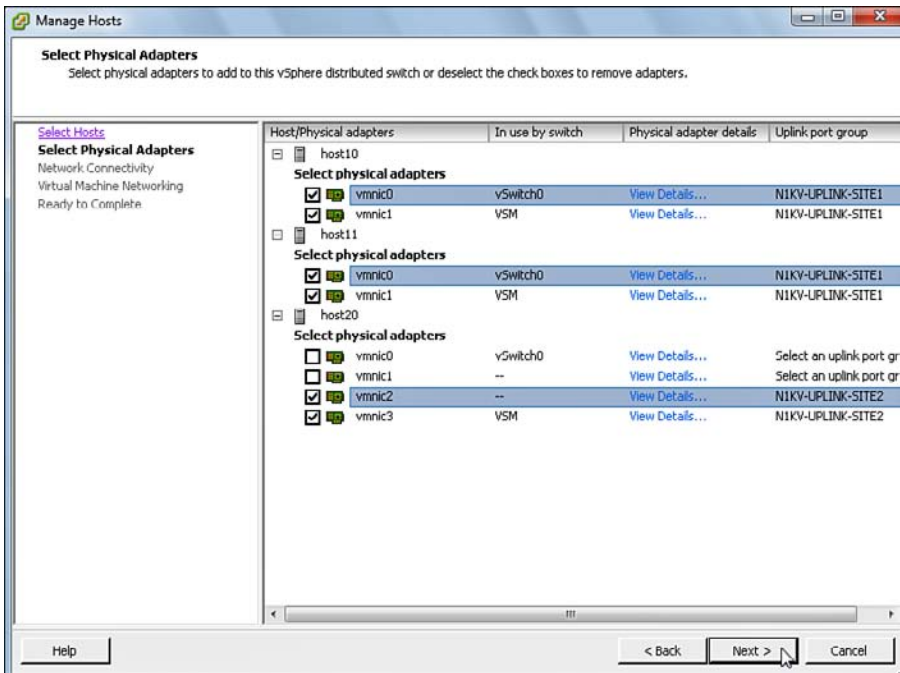 Manage Hosts
Select Physical Adapters
Select physical adapters to add to this vSphere distributed switch or deselect the check boxes to remove adapters.
Select Hosts
Select Physical Adapters
Network Connectivity
Virtual Machine Networking
Ready to Complete
Host/Physical adapters In use by switch Physical adapter details Uplink port group
host10
Select physical adapters
vmnic0 vSwitch0 View Details... N1KV-UPLINK-SITE1
vmnic1 VSM View Details... N1KV-UPLINK-SITE1
host11
Select physical adapters
vmnic0 vSwitch0 View Details... N1KV-UPLINK-SITE1
vmnic1 VSM View Details... N1KV-UPLINK-SITE1
host20
Select physical adapters
vmnic0 vSwitch0 View Details... Select an uplink port gr
vmnic1 -- View Details... Select an uplink port gr
vmnic2 -- View Details... N1KV-UPLINK-SITE2
vmnic3 VSM View Details... N1KV-UPLINK-SITE2
Help < Back Next > Cancel